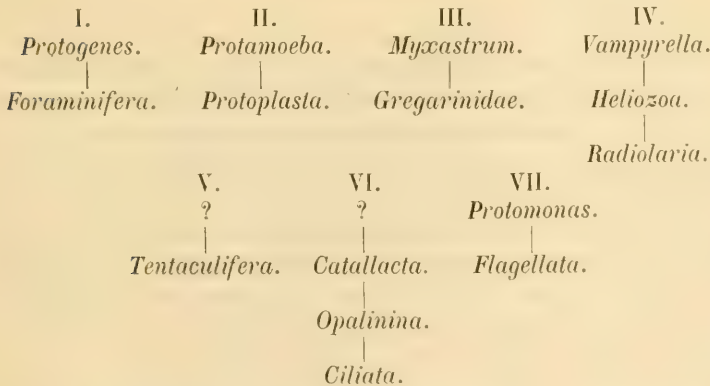 I. II. III. IV.
Protogenes. Protamoeba. Myxastrum. Vampyrella.
Foraminifera. Protoplasta. Gregarinidae. Heliozoa.
Radiolaria.
V. VI. VII.
? ? Protomonas.
Tentaculifera. Catallacta. Flagellata.
Opalinina.
Ciliata.